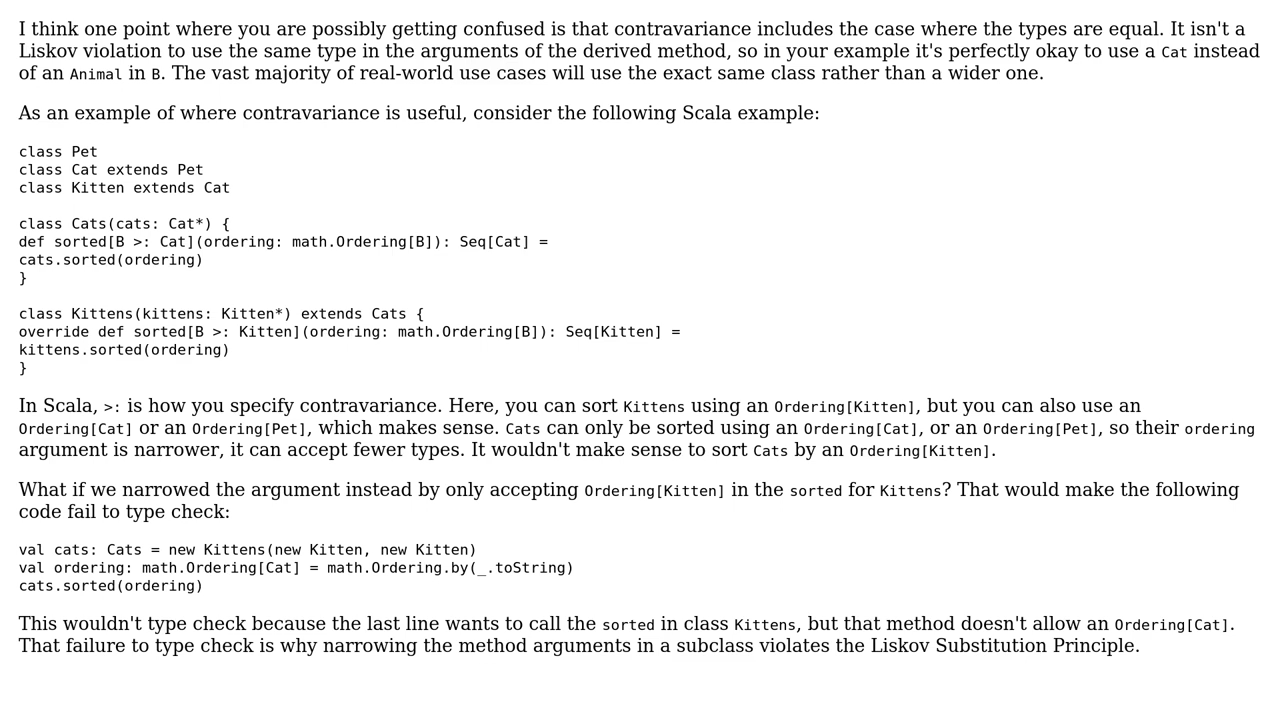 I think one point where you are possibly getting confused is that contravariance includes the case where the types are equal. It isn't a
Liskov violation to use the same type in the arguments of the derived method, so in your example it's perfectly okay to use a Cat instead
of an Animal in B. The vast majority of real-world use cases will use the exact same class rather than a wider one.
As an example of where contravariance is useful, consider the following Scala example:
class Pet
class Cat extends Pet
class Kitten extends Cat
class Cats(cats: Cat*) {
def sorted[B >: Cat](ordering: math.Ordering[B]): Seq[Cat] =
cats.sorted(ordering)
}
class Kittens(kittens: Kitten*) extends Cats {
override def sorted[B >: Kitten](ordering: math.Ordering[B]): Seq[Kitten] =
kittens.sorted(ordering)
}
In Scala, >: is how you specify contravariance. Here, you can sort Kittens using an Ordering[Kitten], but you can also use an
Ordering[Cat] or an Ordering[Pet], which makes sense. Cats can only be sorted using an Ordering[Cat], or an Ordering[Pet], so their ordering
argument is narrower, it can accept fewer types. It wouldn't make sense to sort Cats by an Ordering[Kitten].
What if we narrowed the argument instead by only accepting Ordering[Kitten] in the sorted for Kittens? That would make the following
code fail to type check:
val cats: Cats = new Kittens(new Kitten, new Kitten)
val ordering: math.Ordering[Cat] = math.Ordering.by(_.toString)
cats.sorted(ordering)
This wouldn't type check because the last line wants to call the sorted in class Kittens, but that method doesn't allow an Ordering[Cat].
That failure to type check is why narrowing the method arguments in a subclass violates the Liskov Substitution Principle.